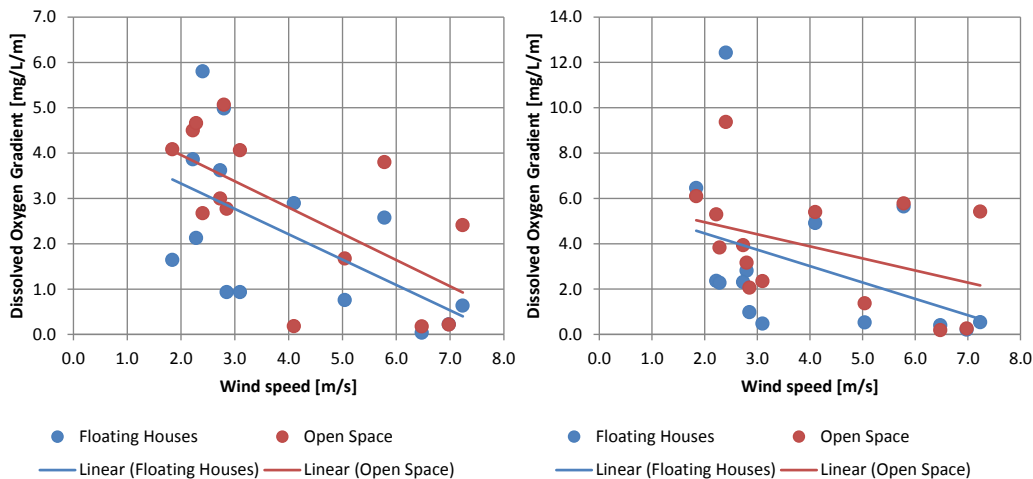 Dissolved Oxygen Gradient [mg/L/m]
7.0
6.0
5.0
4.0
3.0
2.0
1.0
0.0
0.0 1.0 2.0 3.0 4.0 5.0 6.0 7.0 8.0
Wind speed [m/s]
Floating Houses Open Space
Linear (Floating Houses) Linear (Open Space)
Dissolved Oxygen Gradient [mg/L/m]
14.0
12.0
10.0
8.0
6.0
4.0
2.0
0.0
0.0 1.0 2.0 3.0 4.0 5.0 6.0 7.0 8.0
Wind speed [m/s]
Floating Houses Open Space
Linear (Floating Houses) Linear (Open Space)